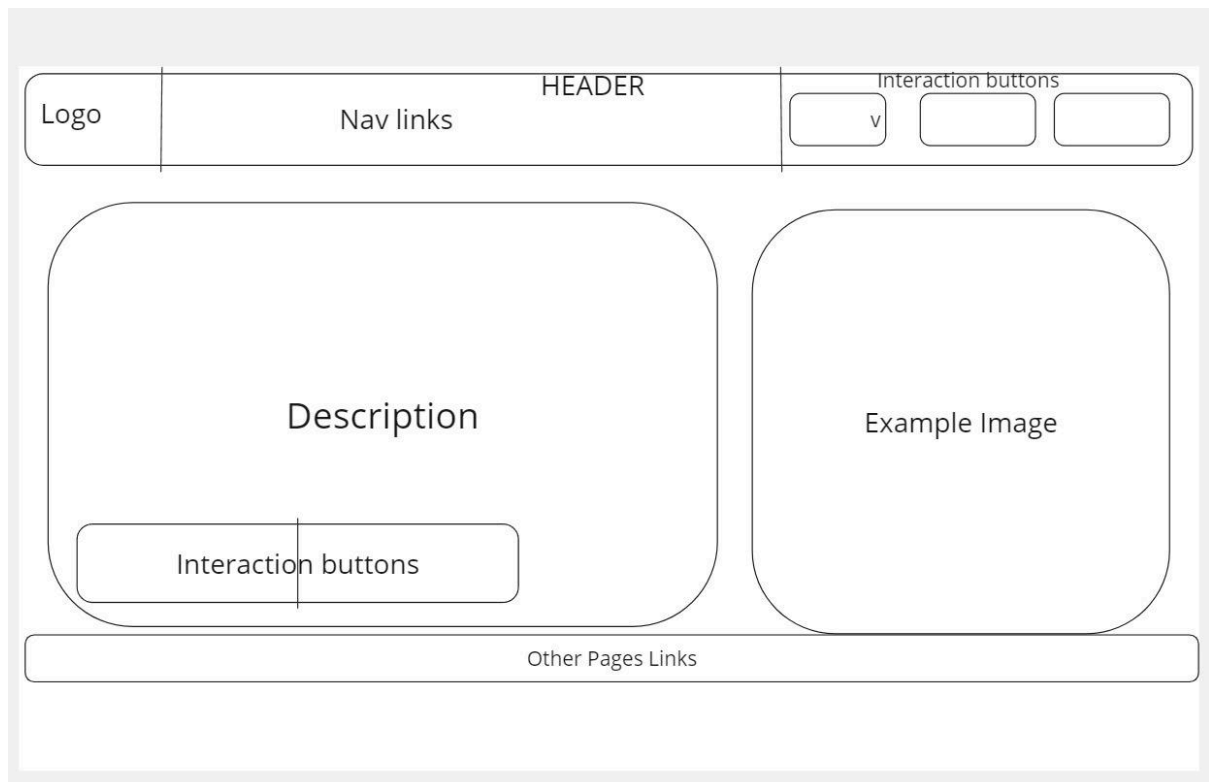 HEADER
Interaction buttons
Logo
Nav links
v
Description
Example Image
Interaction buttons
Other Pages Links